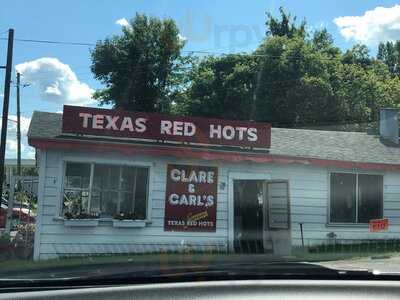 TEXAS RED HOTS
CLARE
&
CARL'S
TEXAS
RED HOTS